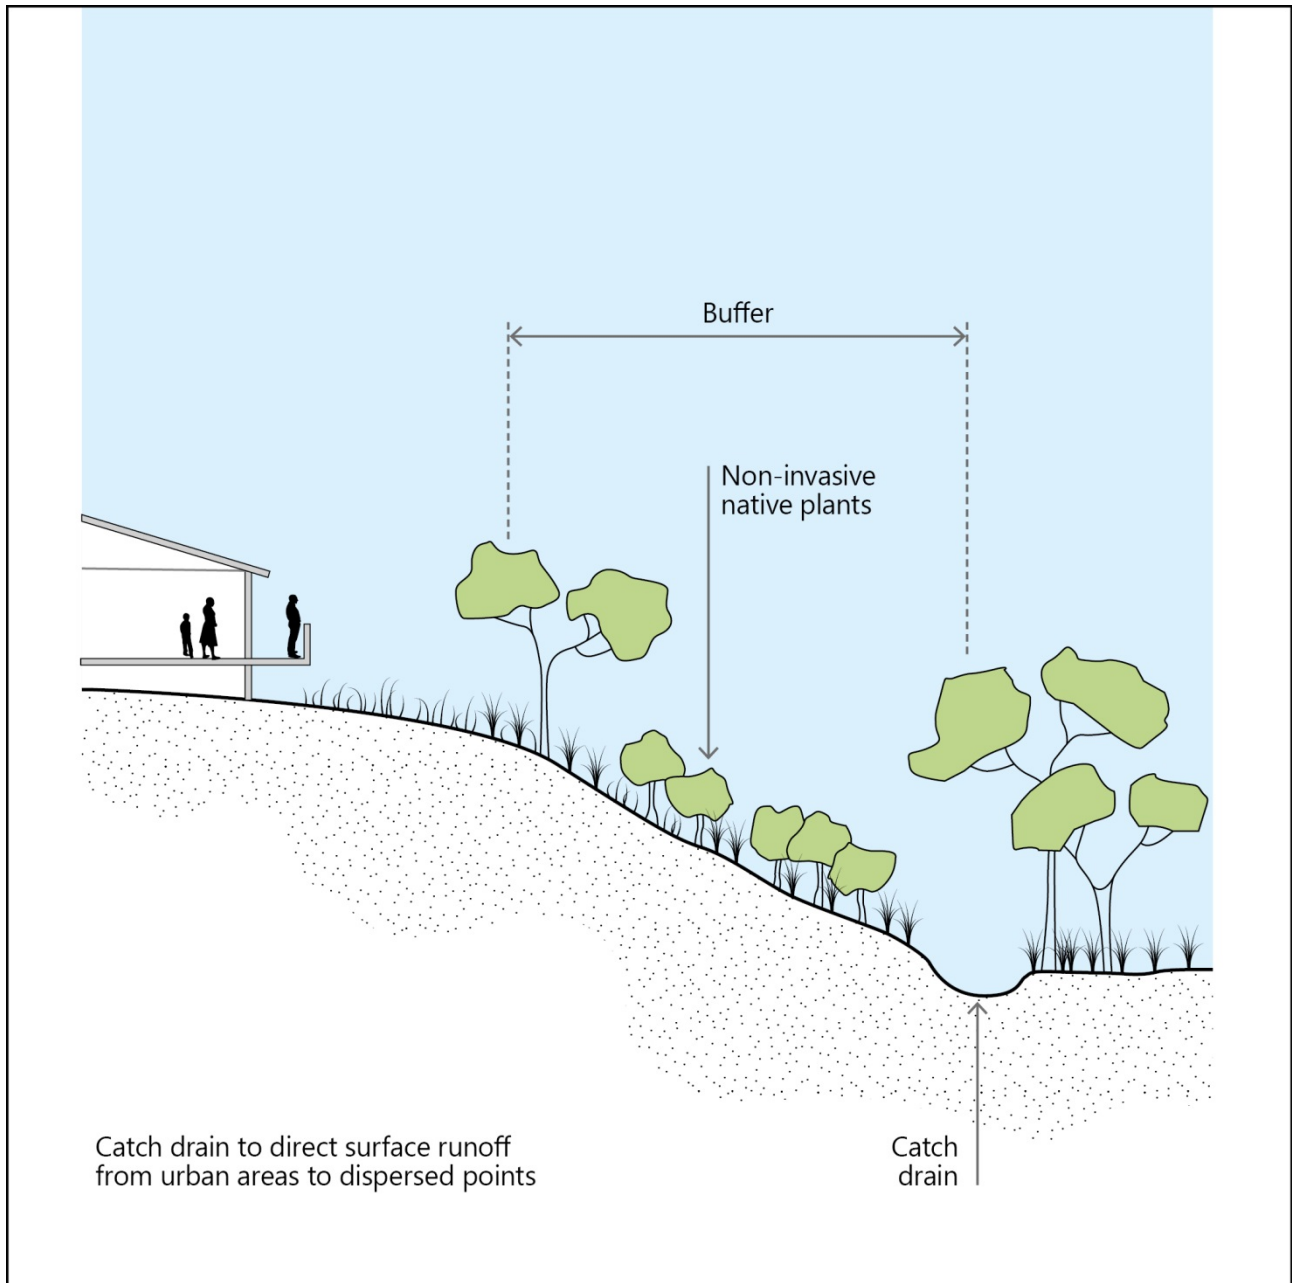 Buffer
Non-invasive
native plants
Catch drain to direct surface runoff
from urban areas to dispersed points
Catch
drain